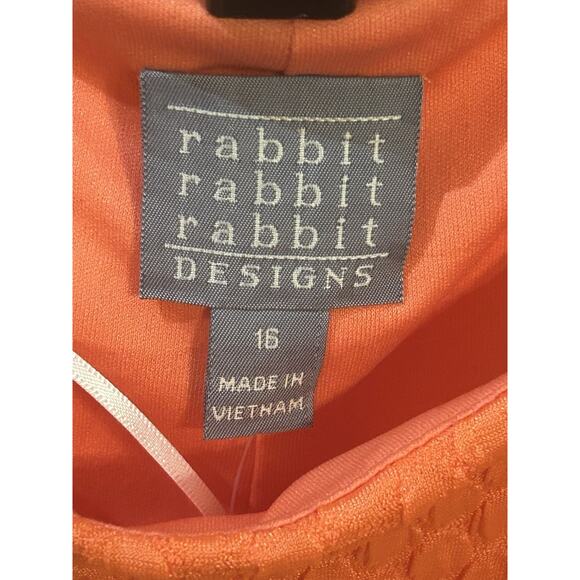 rabbit
rabbit
rabbit
DESIGNS
16
MADE IN
VIETNAM